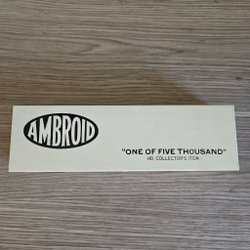 AMBROID
"ONE OF FIVE THOUSAND"
HO COLLECTOR'S ITEM